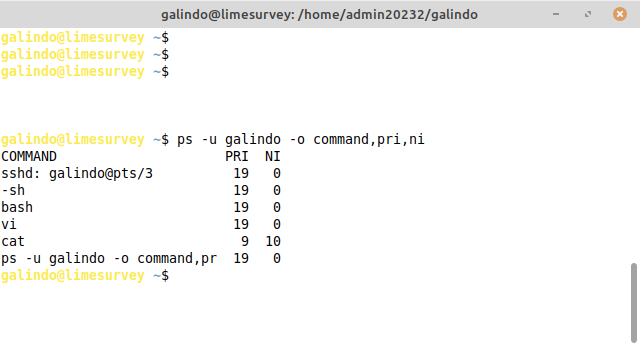 galindo@limesurvey: /home/admin20232/galindo
galindo@limesurvey ~$
galindo@limesurvey ~$
galindo@limesurvey ~$
galindo@limesurvey ~$ ps -u galindo -o command,pri,ni
COMMAND                     PRI  NI
sshd: galindo@pts/3          19   0
-sh                          19   0
bash                         19   0
vi                           19   0
cat                           9  10
ps -u galindo -o command,pr  19   0
galindo@limesurvey ~$